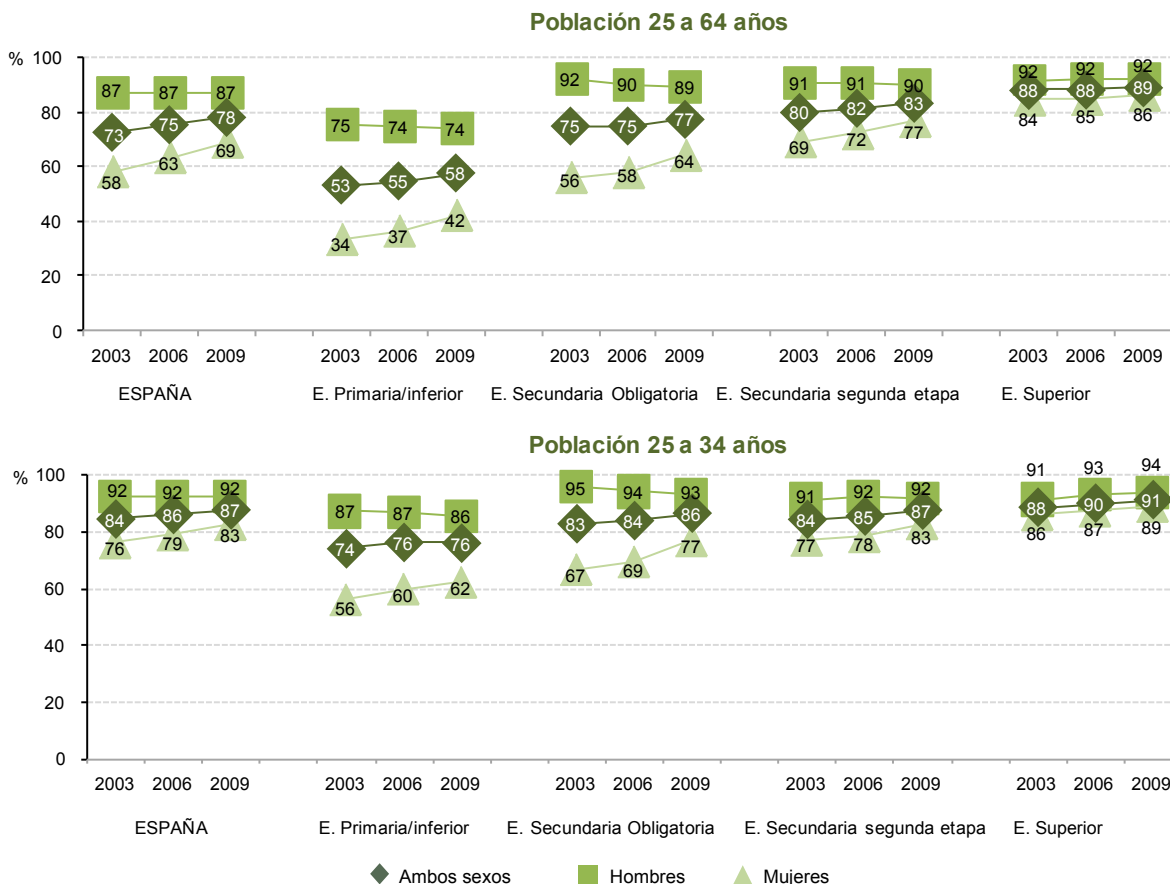 Población 25 a 64 años
%
100
80
60
40
20
0
87 87 87
73 75 78
58 63 69
75 74 74
53 55 58
34 37 42
92 90 89
75 75 77
56 58 64
91 91 90
80 82 83
69 72 77
92 92 92
88 88 89
84 85 86
2003 2006 2009 2003 2006 2009 2003 2006 2009 2003 2006 2009 2003 2006 2009
ESPAÑA E. Primaria/inferior E. Secundaria Obligatoria E. Secundaria segunda etapa E. Superior
Población 25 a 34 años
%
100
80
60
40
20
0
92 92 92
84 86 87
76 79 83
87 87 86
74 76 76
56 60 62
95 94 93
83 84 86
67 69 77
91 92 92
84 85 87
77 78 83
91 93 94
88 90 91
86 87 89
2003 2006 2009 2003 2006 2009 2003 2006 2009 2003 2006 2009 2003 2006 2009
ESPAÑA E. Primaria/inferior E. Secundaria Obligatoria E. Secundaria segunda etapa E. Superior
Ambos sexos Hombres Mujeres